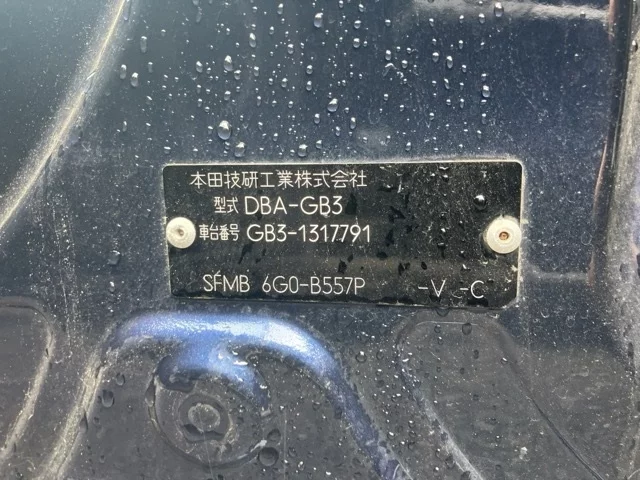 本田技研工業株式会社
型式 DBA-GB3
車台番号 GB3-1317791
SFMB 6G0-B557P -V -C